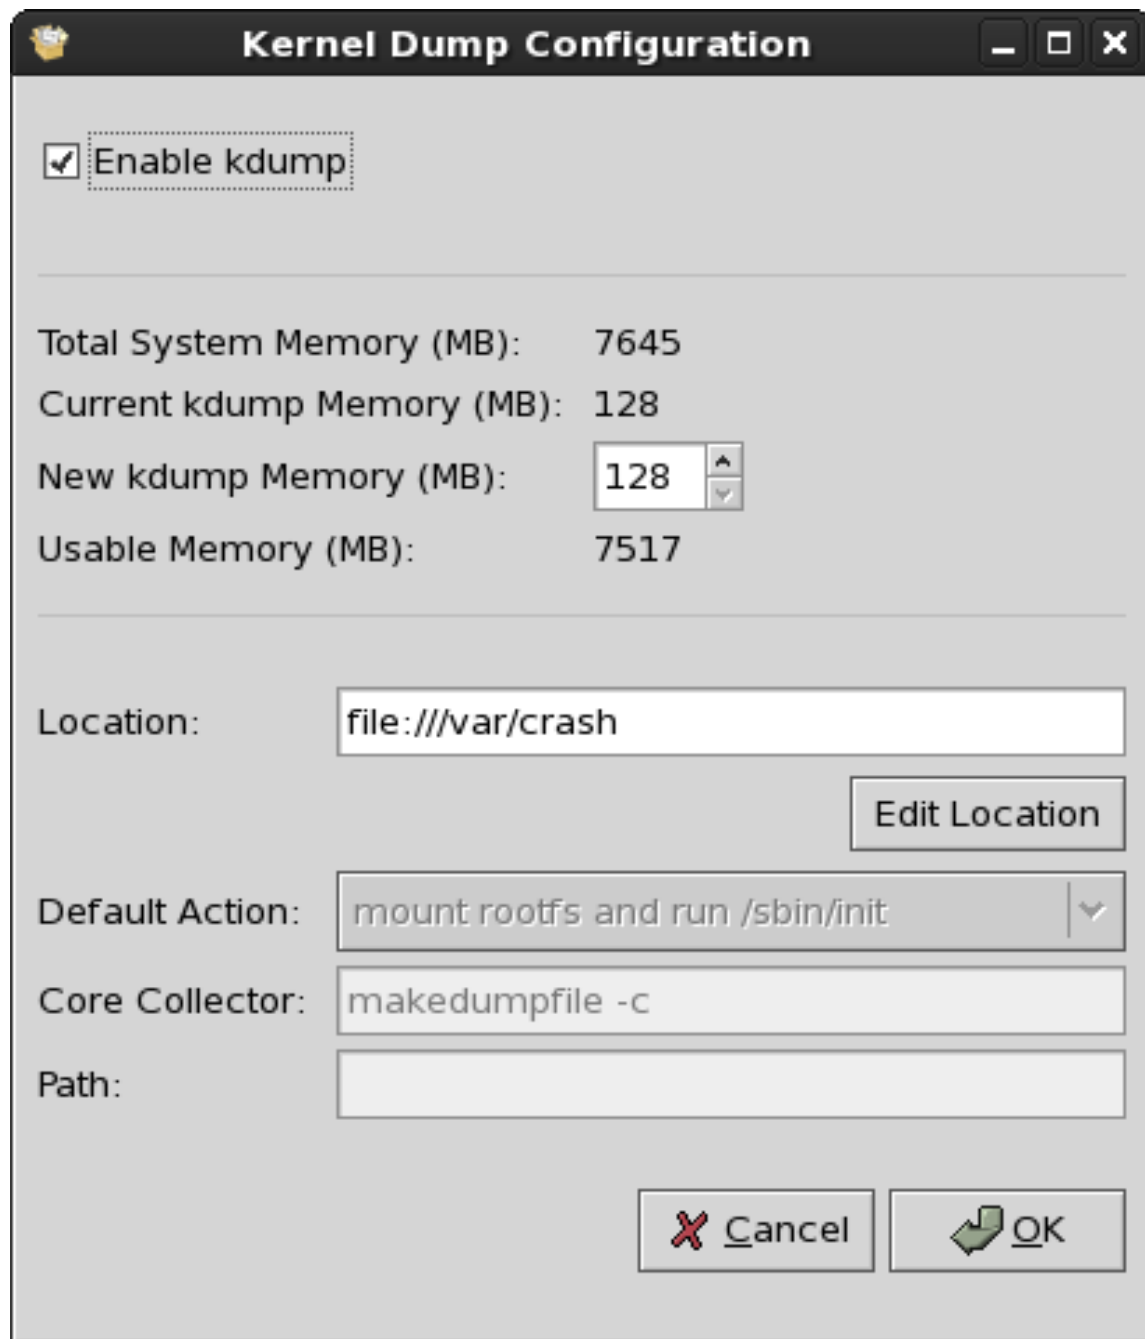 Kernel Dump Configuration
Enable kdump
Total System Memory (MB): 7645
Current kdump Memory (MB): 128
New kdump Memory (MB): 128
Usable Memory (MB): 7517
Location: file:///var/crash
Edit Location
Default Action: mount rootfs and run /sbin/init
Core Collector: makedumpfile -c
Path:
Cancel OK